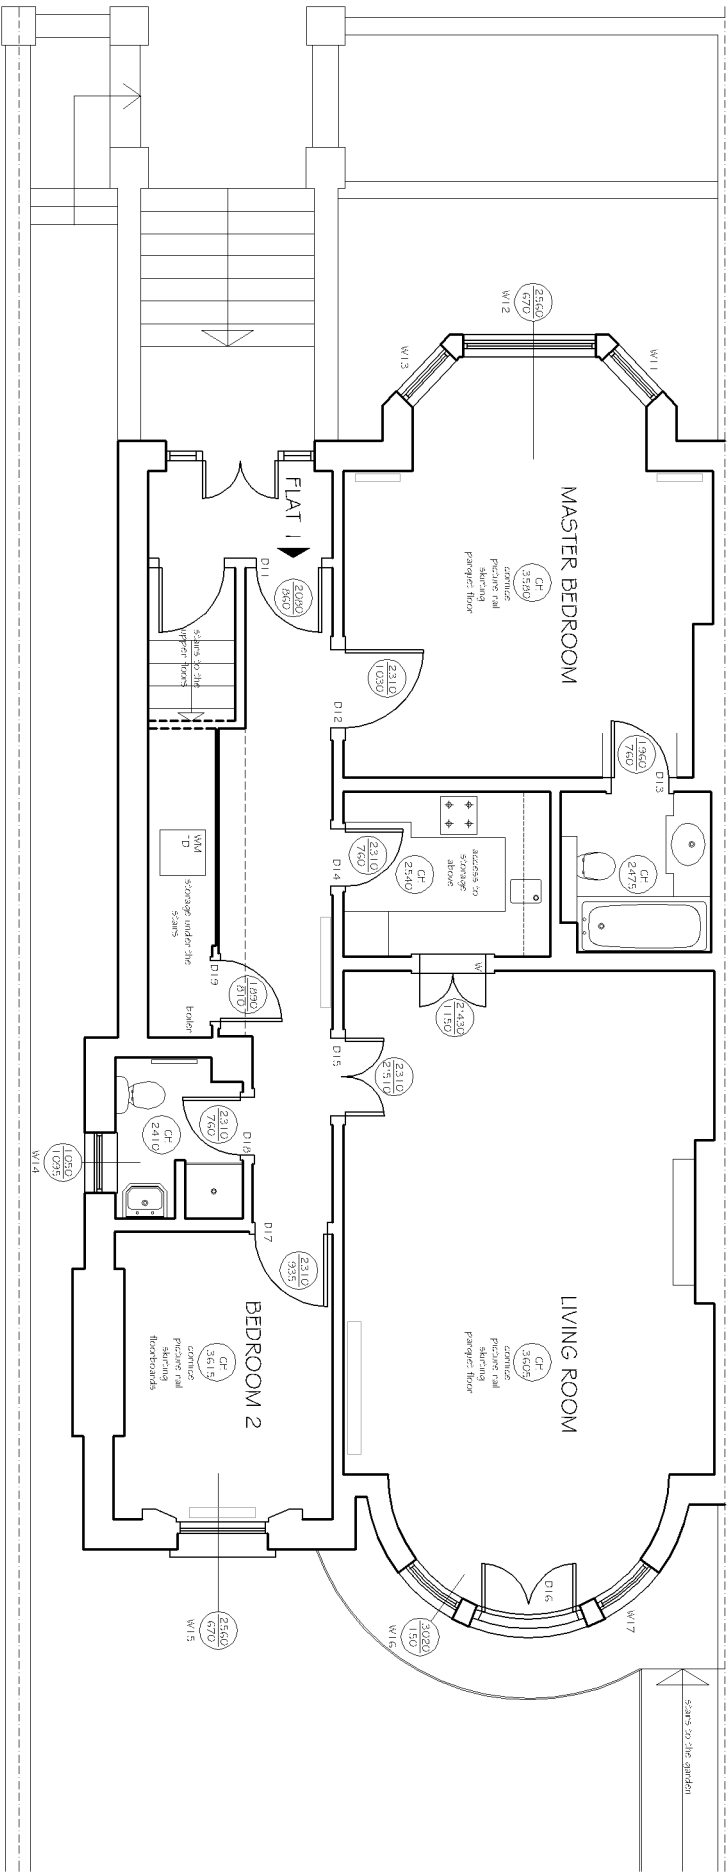 2560
670
W12
W13
W11
FLAT 1
D11
2080
860
MASTER BEDROOM
CH
3580
cornice
picture rail
skirting
parquet floor
stairs to the
upper floors
2310
1030
D12
1960
760
D13
WM
-D
storage under the
stairs
boiler
D19
1890
810
D14
2310
760
CH
2540
access to
storage
above
CH
2475
W
2430
1150
D15
2310
1510
D18
2310
760
CH
2410
1050
1095
W14
D17
2310
935
BEDROOM 2
CH
3615
cornice
picture rail
skirting
floorboards
LIVING ROOM
CH
3605
cornice
picture rail
skirting
parquet floor
2560
670
W15
D16
W17
3020
150
W16
stairs to the garden